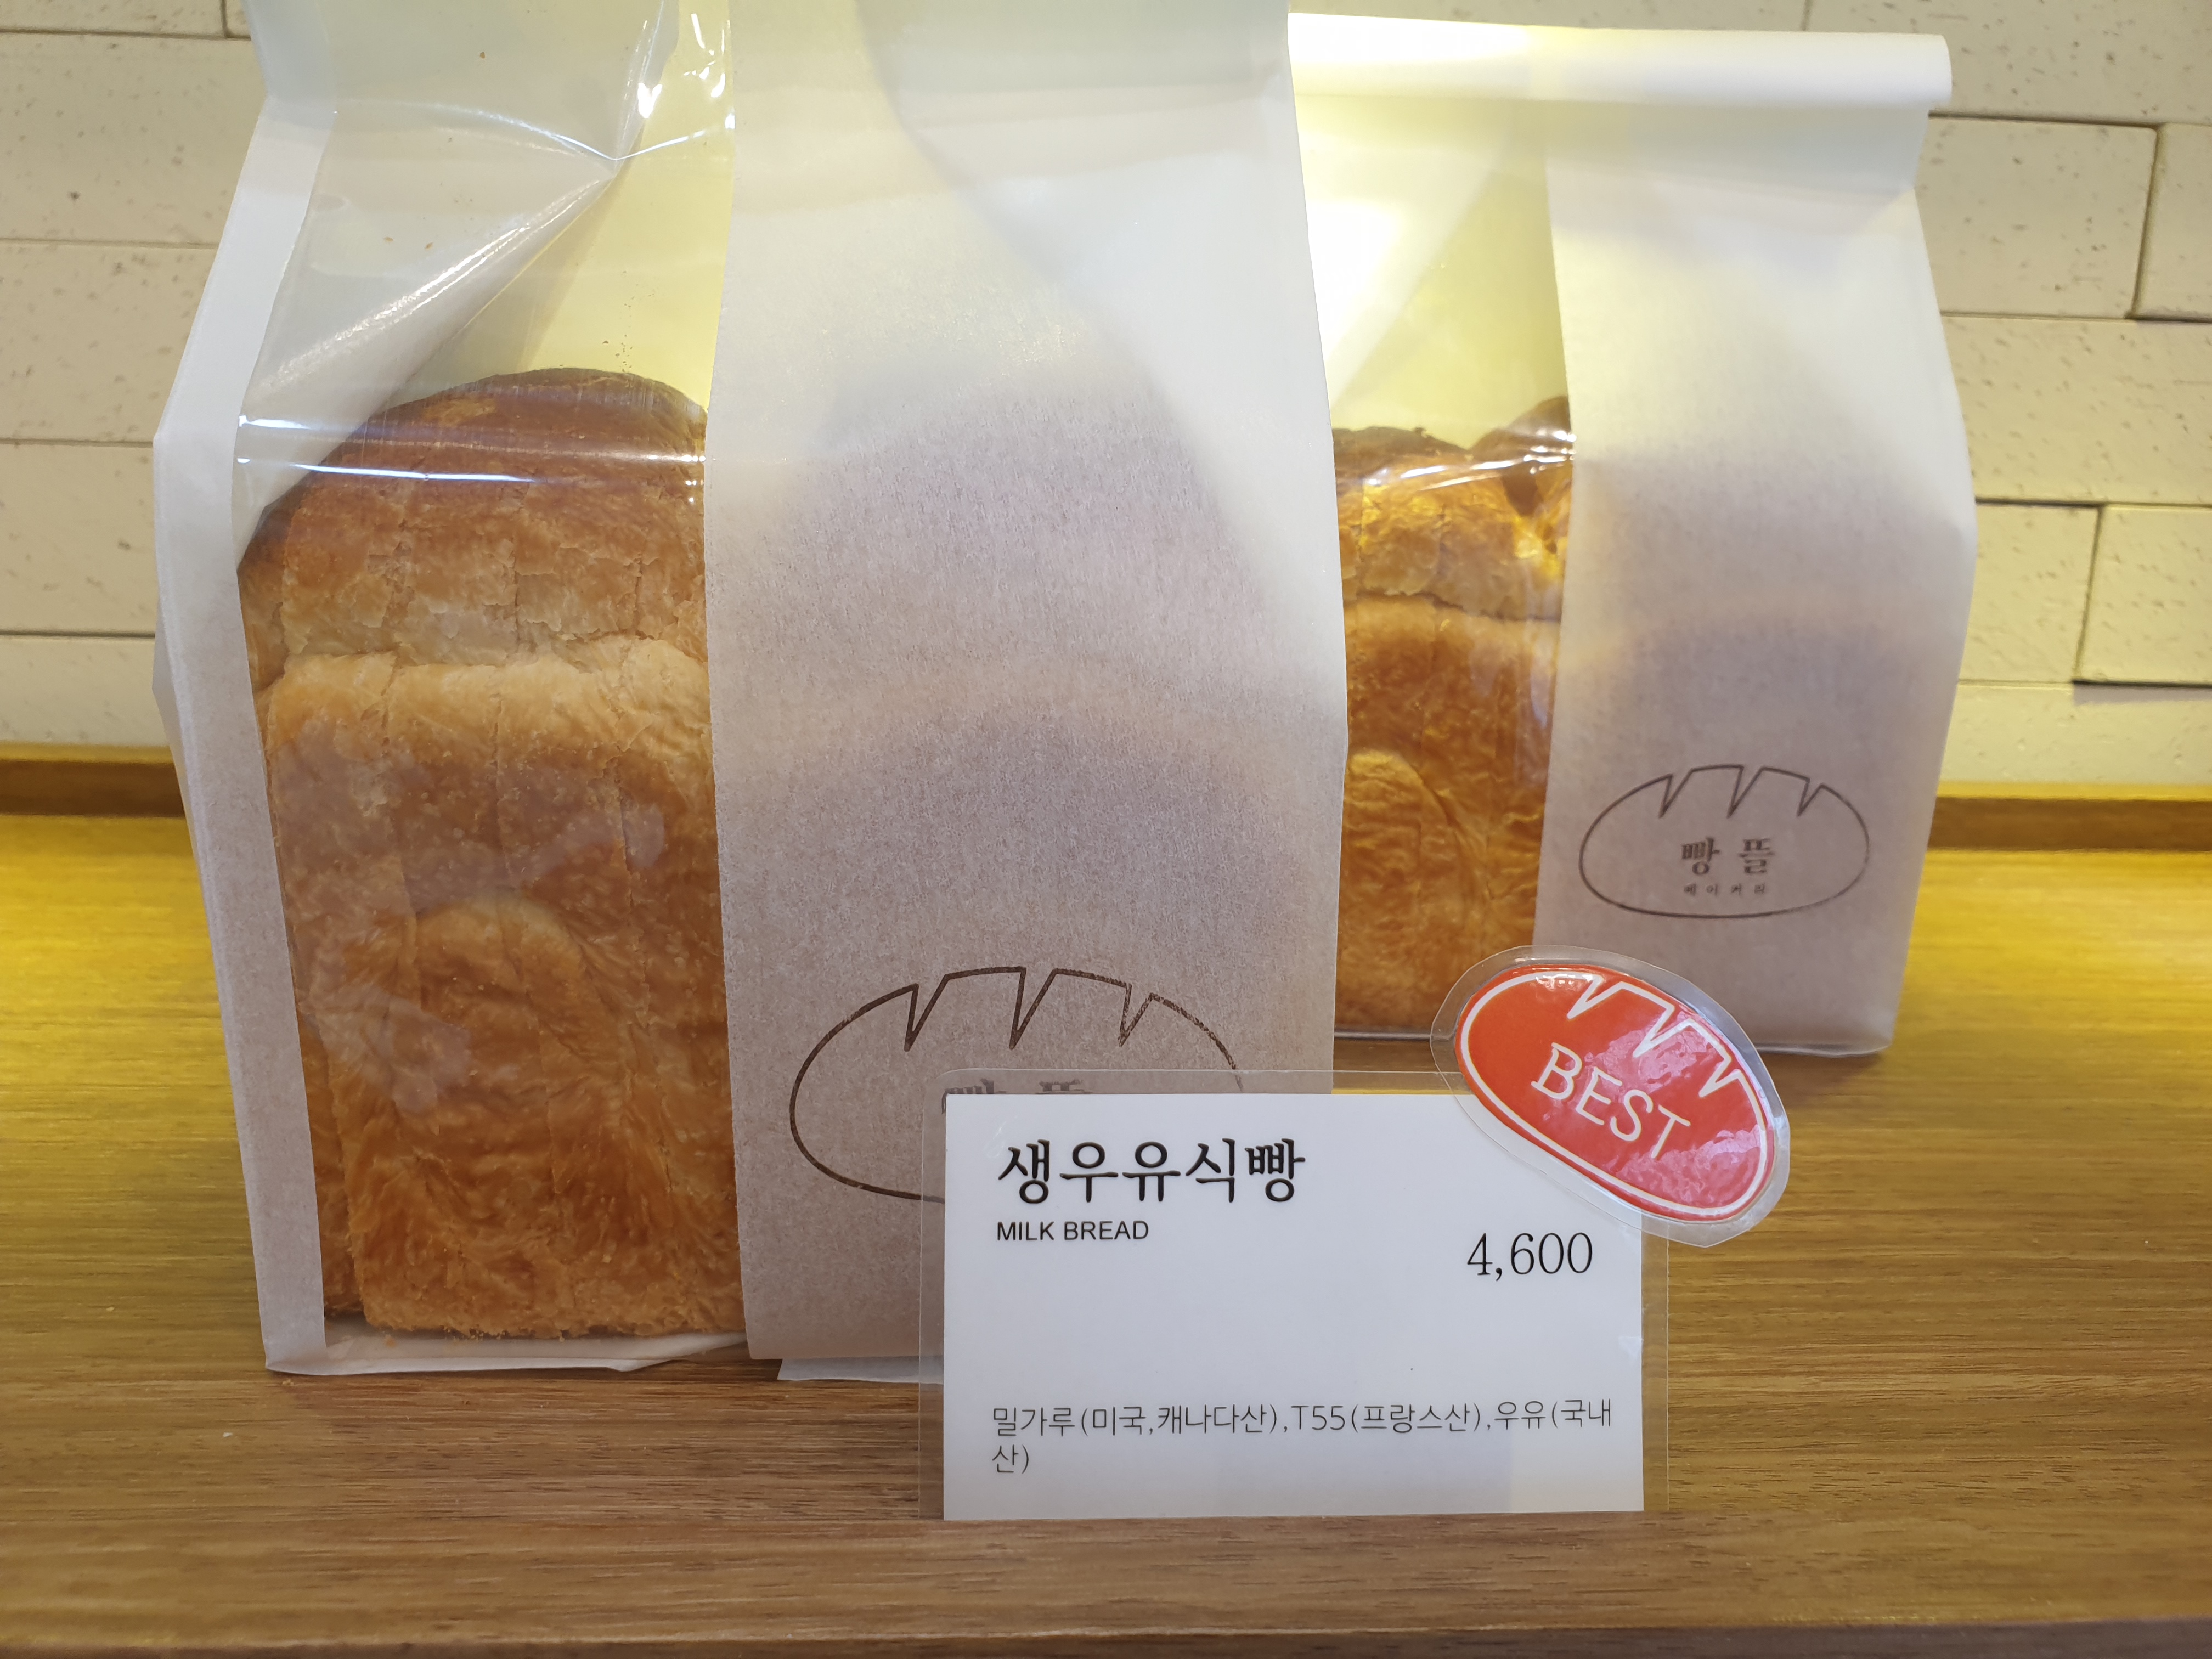 빵 뜰
베이커리
BEST
생우유식빵
MILK BREAD
4,600
밀가루(미국,캐나다산),T55(프랑스산),우유(국내
산)